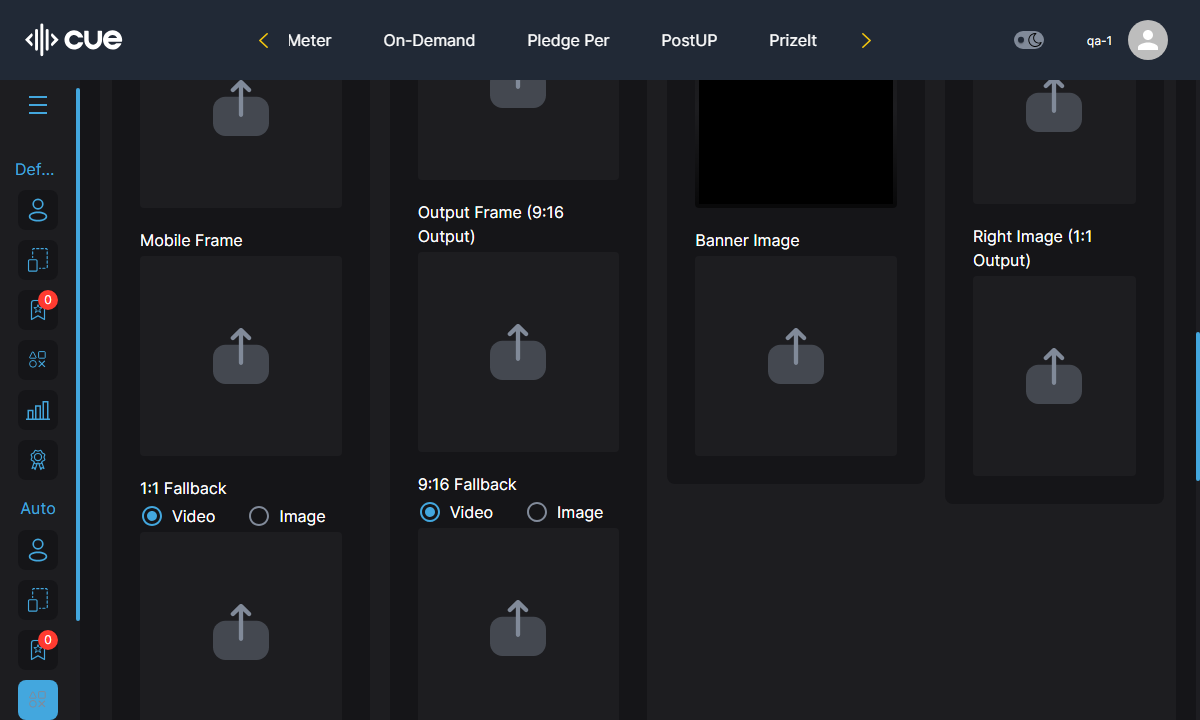 cue
Meter
On-Demand
Pledge Per
PostUP
PrizeIt
qa-1
Def...
0
Auto
0
Mobile Frame
1:1 Fallback
Video
Image
Output Frame (9:16
Output)
9:16 Fallback
Video
Image
Banner Image
Right Image (1:1
Output)